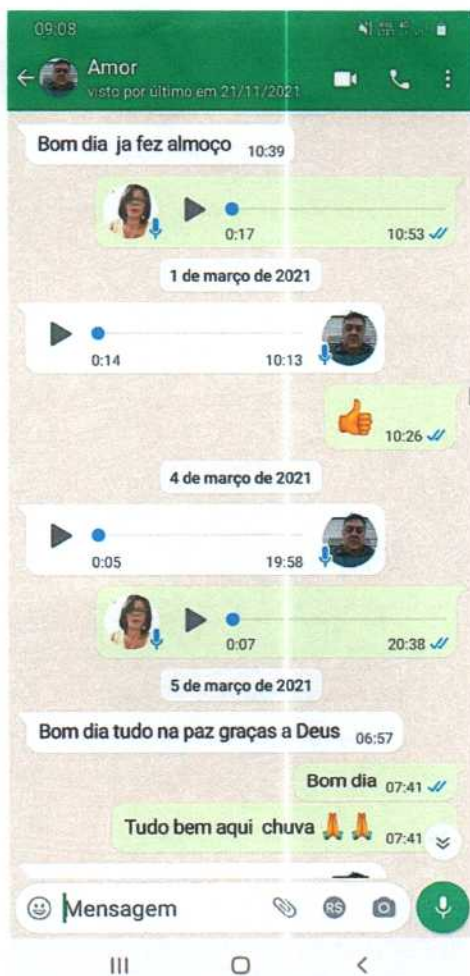 09:08
Amor
visto por último em 21/11/2021
Bom dia ja fez almoço 10:39
0:17 10:53
1 de março de 2021
0:14 10:13
10:26
4 de março de 2021
0:05 19:58
0:07 20:38
5 de março de 2021
Bom dia tudo na paz graças a Deus 06:57
Bom dia 07:41
Tudo bem aqui chuva 07:41
Mensagem RS